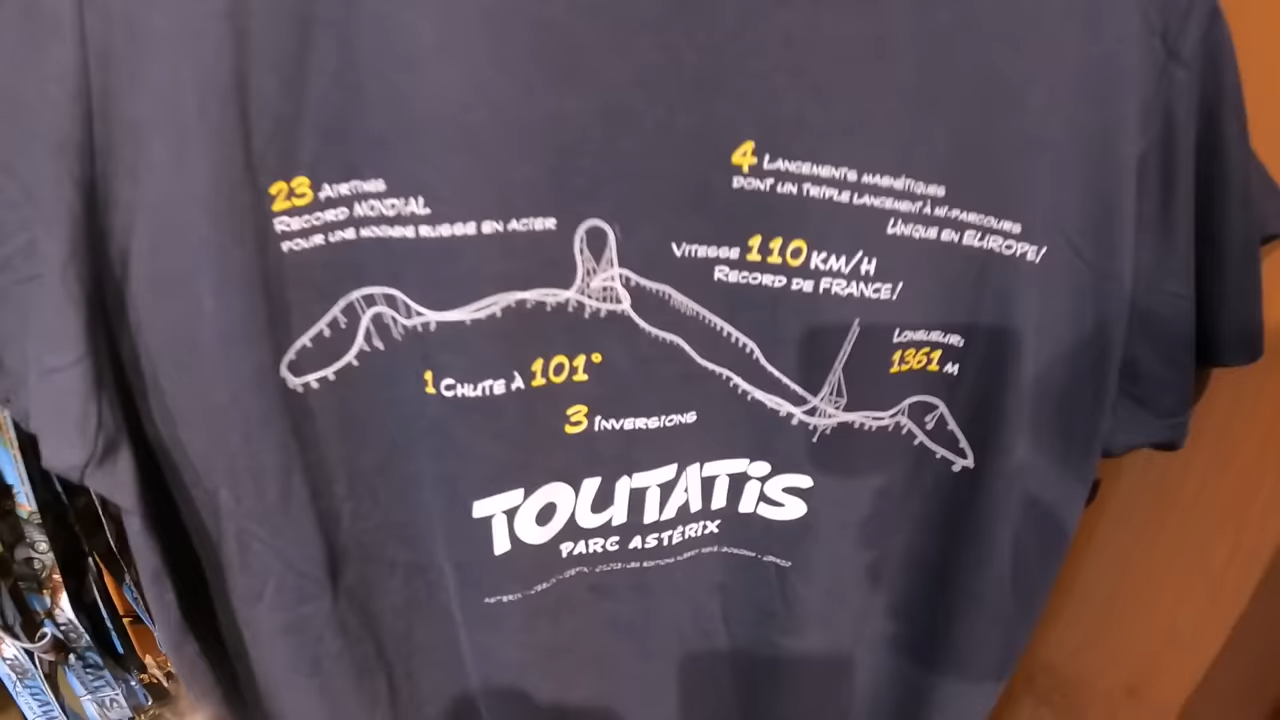 23 AIRTIMES
RECORD MONDIAL
POUR UNE MONTAGNE RUSSE EN ACIER
4 LANCEMENTS MAGNÉTIQUES
DONT UN TRIPLE LANCEMENT À MI-PARCOURS
UNIQUE EN EUROPE!
VITESSE 110 KM/H
RECORD DE FRANCE!
LONGUEUR:
1361 M
1 CHUTE À 101°
3 INVERSIONS
TOUTATIS
PARC ASTÉRIX